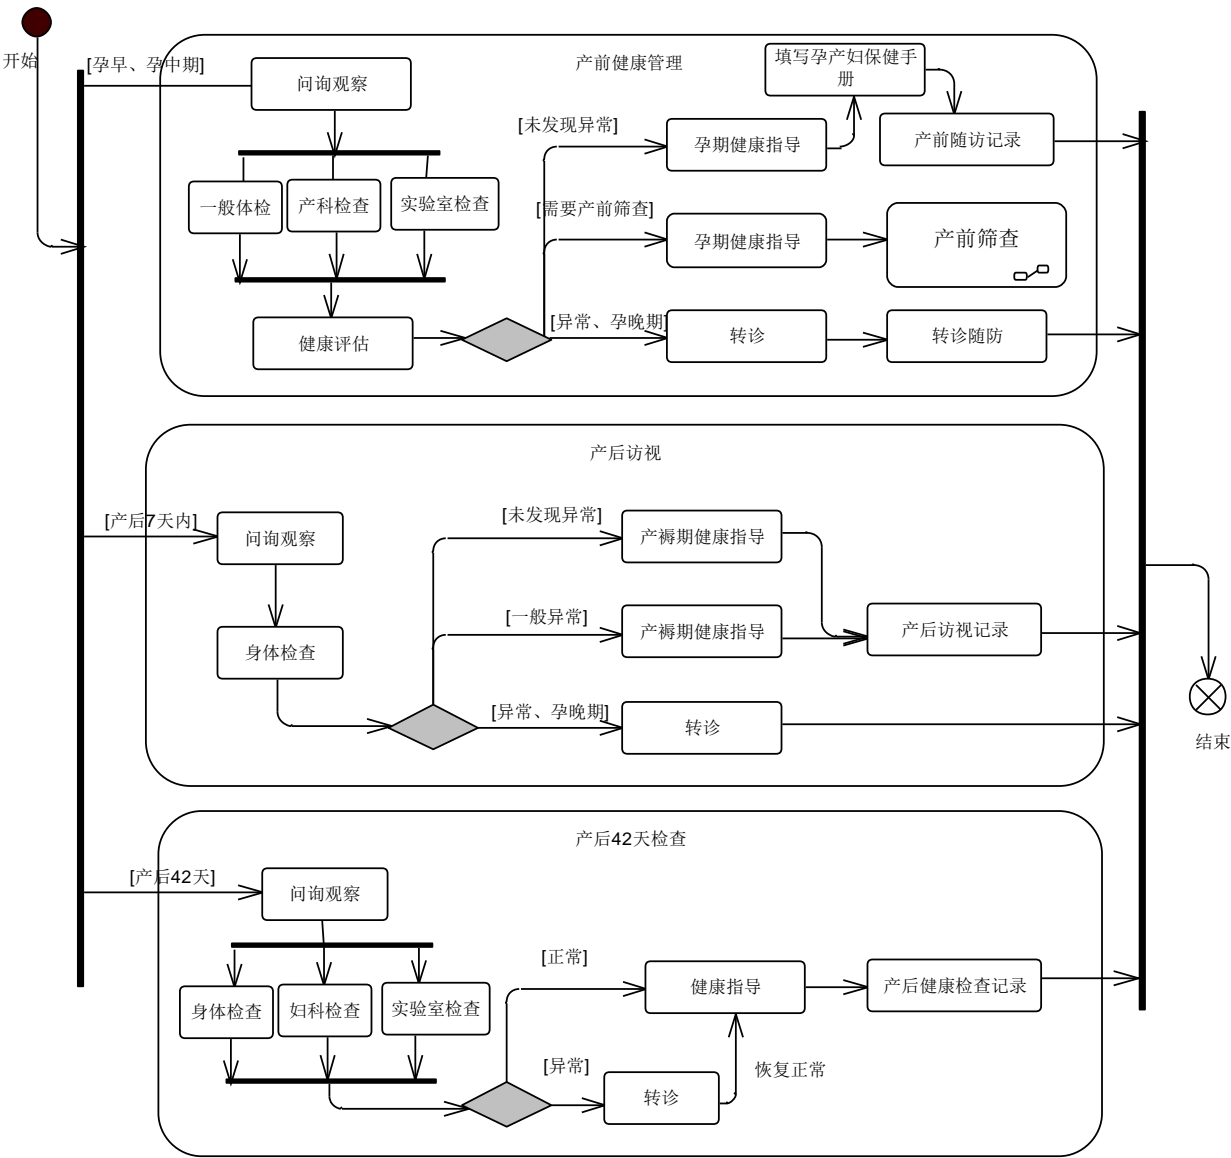 开始
[孕早、孕中期]
产前健康管理
问询观察
填写孕产妇保健手
册
[未发现异常]
孕期健康指导
产前随访记录
一般体检
产科检查
实验室检查
[需要产前筛查]
孕期健康指导
产前筛查
健康评估
[异常、孕晚期]
转诊
转诊随防
产后访视
[产后7天内]
问询观察
[未发现异常]
产褥期健康指导
[一般异常]
产褥期健康指导
产后访视记录
身体检查
[异常、孕晚期]
转诊
结束
产后42天检查
[产后42天]
问询观察
[正常]
健康指导
产后健康检查记录
身体检查
妇科检查
实验室检查
[异常]
转诊
恢复正常